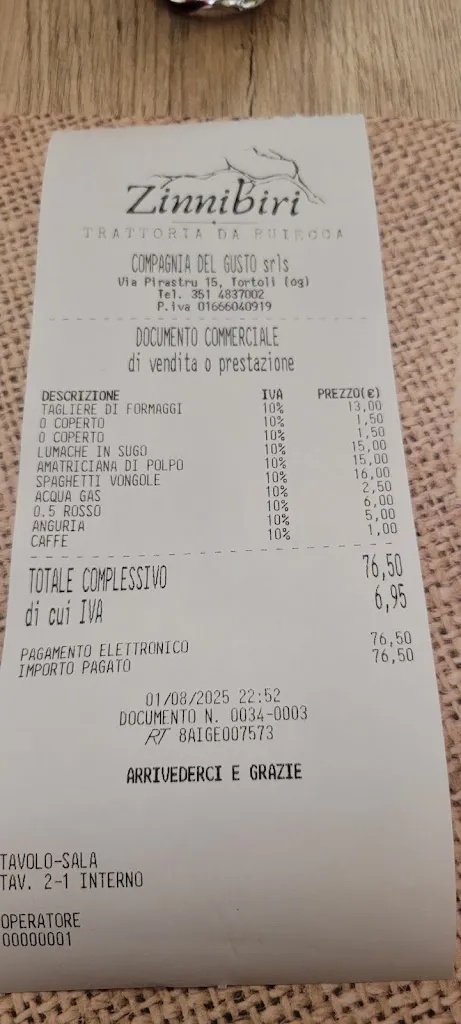 Zinnibiri
TRATTORIA DA RUIECCA
COMPAGNIA DEL GUSTO srls
Via Pirastru 15, Tortolì (og)
Tel. 351 4837002
P.iva 01666040919
DOCUMENTO COMMERCIALE
di vendita o prestazione
DESCRIZIONE IVA PREZZO(€)
TAGLIERE DI FORMAGGI 10% 13,00
O COPERTO 10% 1,50
O COPERTO 10% 1,50
LUMACHE IN SUGO 10% 15,00
AMATRICIANA DI POLPO 10% 15,00
SPAGHETTI VONGOLE 10% 16,00
ACQUA GAS 10% 2,50
0.5 ROSSO 10% 6,00
ANGURIA 10% 5,00
CAFFE 10% 1,00
TOTALE COMPLESSIVO 76,50
di cui IVA 6,95
PAGAMENTO ELETTRONICO 76,50
IMPORTO PAGATO 76,50
01/08/2025 22:52
DOCUMENTO N. 0034-0003
RT 8AIGE007573
ARRIVEDERCI E GRAZIE
TAVOLO-SALA
TAV. 2-1 INTERNO
OPERATORE
00000001